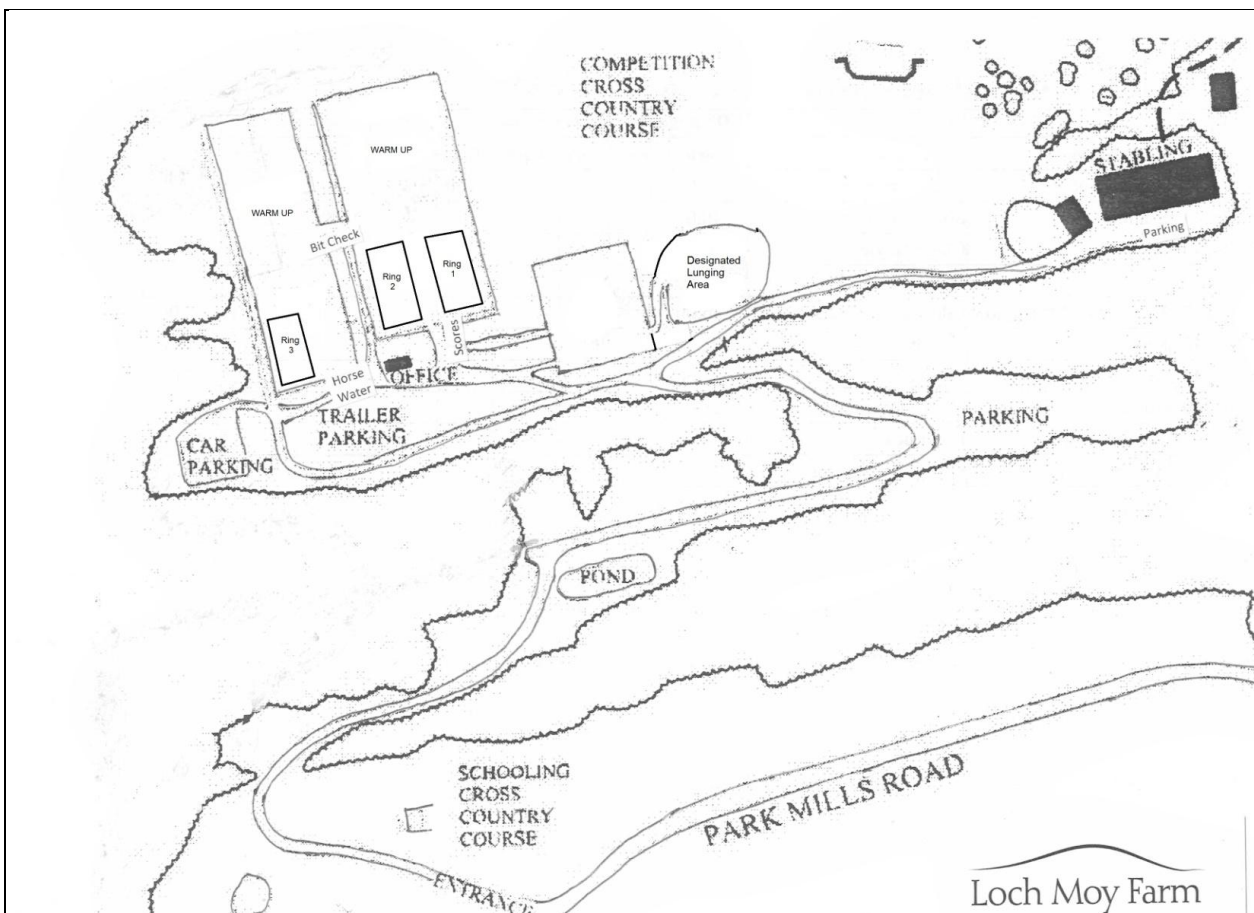 COMPETITION
CROSS
COUNTRY
COURSE
WARM UP
WARM UP
STABLING
Parking
Bit Check
Ring
1
Ring
2
Designated
Lunging
Area
Ring
3
Scores
OFFICE
Horse
Water
TRAILER
PARKING
PARKING
CAR
PARKING
POND
SCHOOLING
CROSS
COUNTRY
COURSE
PARK MILLS ROAD
ENTRANCE
Loch Moy Farm